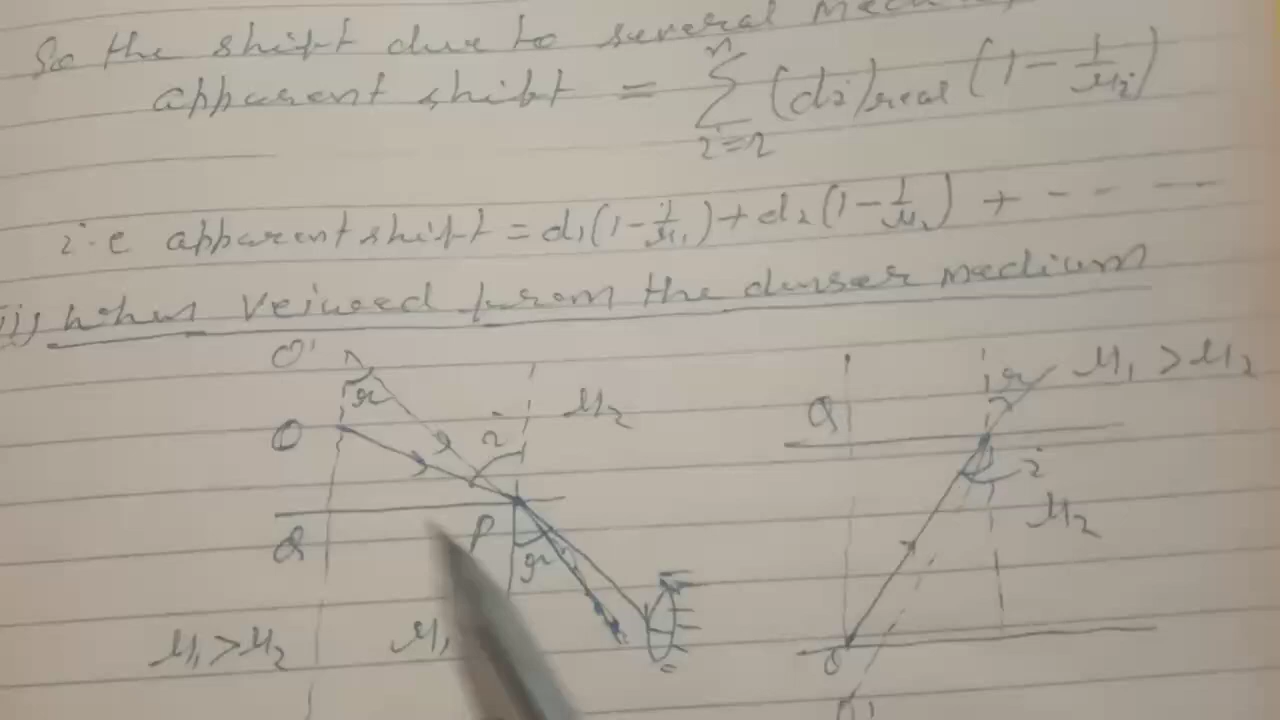 So the shift due to several
apparent shift = n Σ i=2 (di)real (1 - 1/μi)
i.e apparent shift = d1(1 - 1/μ1) + d2(1 - 1/μ2) + - - -
ii) when veiwed from the denser medium
O' r i μ2
O
Q P r
μ1 > μ2 μ1
Q r μ1 > μ2
i
μ2
O
O'